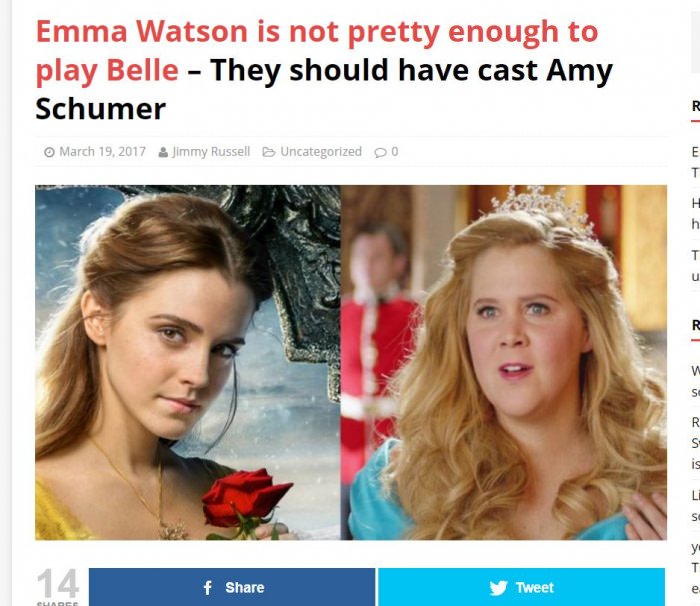 Emma Watson is not pretty enough to
play Belle – They should have cast Amy
Schumer
March 19, 2017 Jimmy Russell Uncategorized 0
14
SHARES
Share
Tweet
R
E
T
H
h
T
u
R
W
s
R
S
is
Li
s
y
T
e